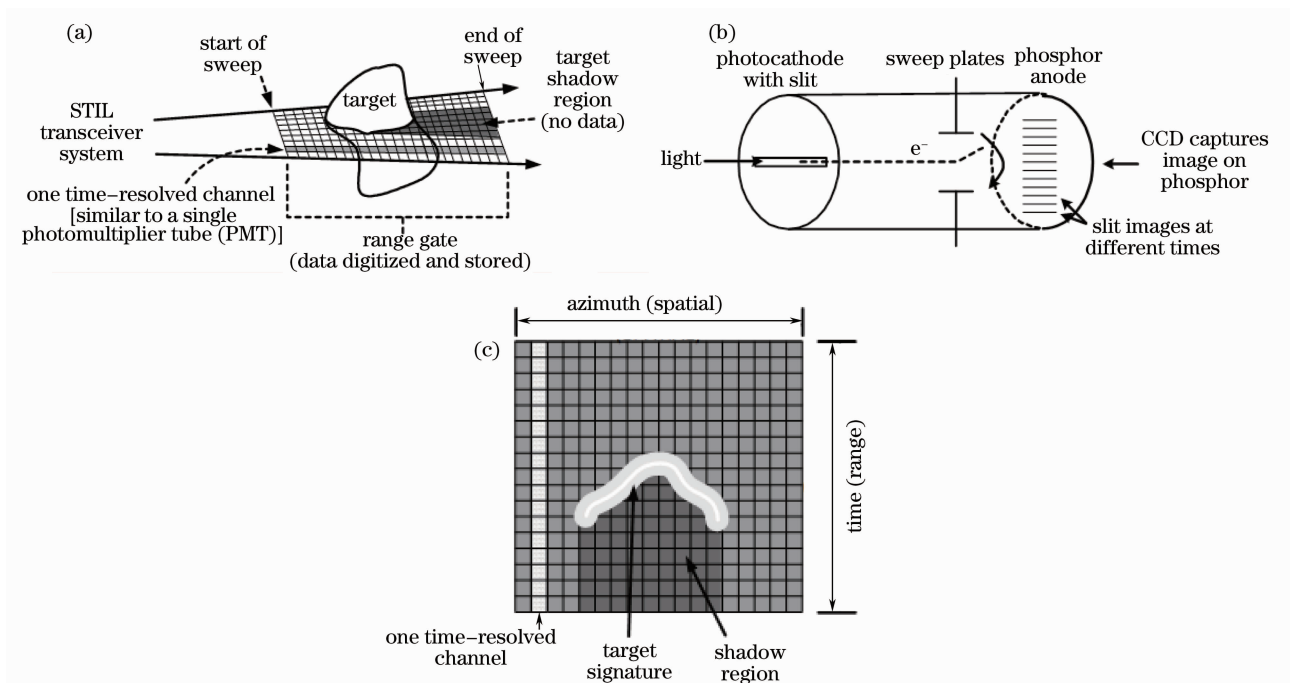 (a)
start of
sweep
end of
sweep
target
target
shadow
region
(no data)
STIL
transceiver
system
one time-resolved channel
[similar to a single
photomultiplier tube (PMT)]
range gate
(data digitized and stored)
(b)
photocathode
with slit
sweep plates
phosphor
anode
light
e⁻
CCD captures
image on
phosphor
slit images at
different times
(c)
azimuth (spatial)
time (range)
one time-resolved
channel
target
signature
shadow
region